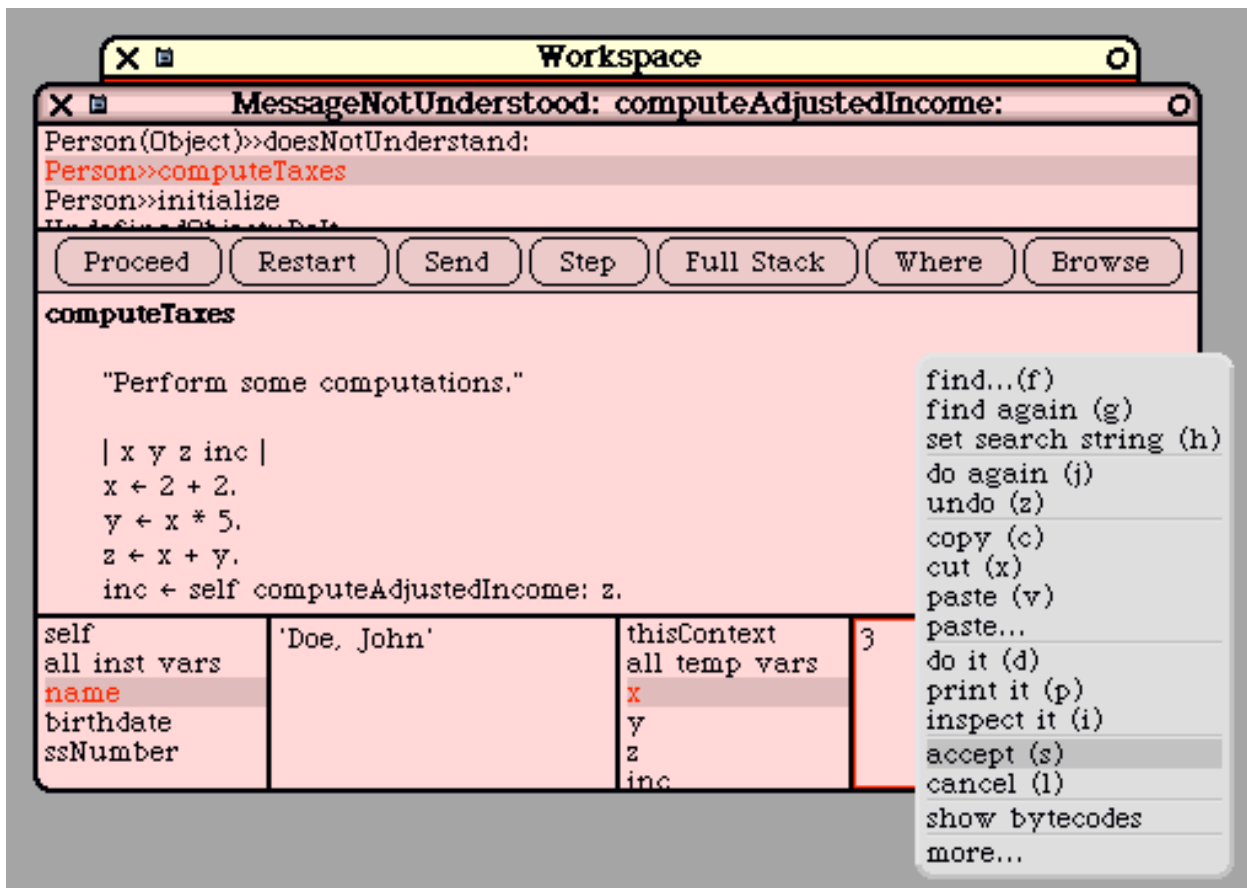 Workspace
MessageNotUnderstood: computeAdjustedIncome:
Person(Object)»doesNotUnderstand:
Person»computeTaxes
Person»initialize
Proceed Restart Send Step Full Stack Where Browse
computeTaxes
"Perform some computations."
| x y z inc |
x ← 2 + 2.
y ← x * 5.
z ← x + y.
inc ← self computeAdjustedIncome: z.
self
all inst vars
name
birthdate
ssNumber
'Doe, John'
thisContext
all temp vars
x
y
z
inc
3
find...(f)
find again (g)
set search string (h)
do again (j)
undo (z)
copy (c)
cut (x)
paste (v)
paste...
do it (d)
print it (p)
inspect it (i)
accept (s)
cancel (l)
show bytecodes
more...